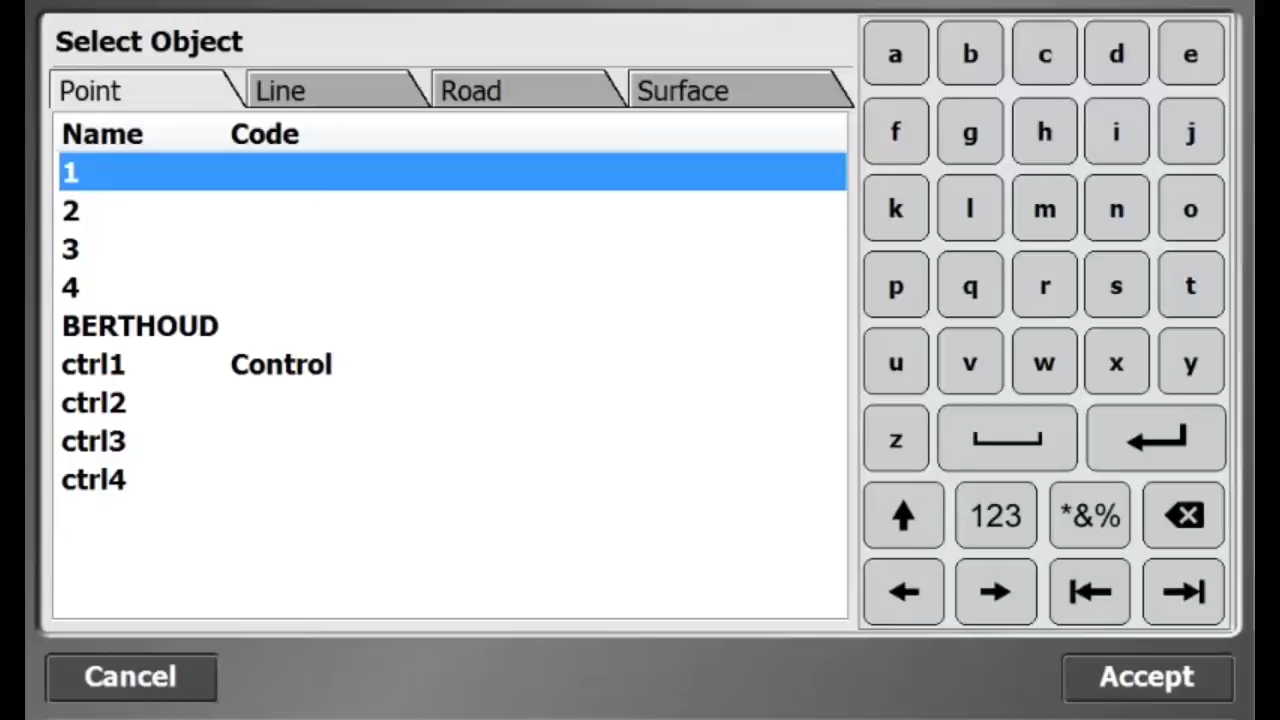 Select Object
Point Line Road Surface
Name Code
1
2
3
4
BERTHOUD
ctrl1 Control
ctrl2
ctrl3
ctrl4
a b c d e
f g h i j
k l m n o
p q r s t
u v w x y
z
123 *&%
Cancel Accept